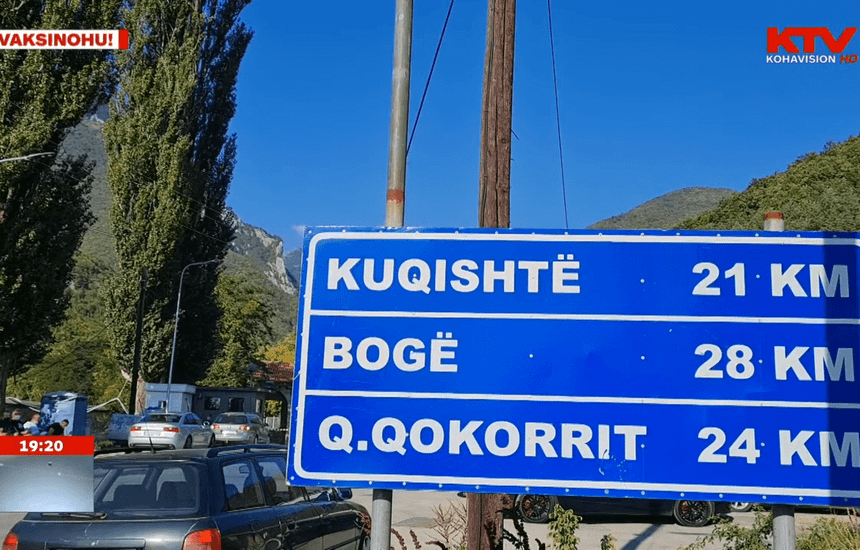 VAKSINOHU!
KTV
KOHAVISION HD
KUQISHTË 21 KM
BOGË 28 KM
Q.QOKORRIT 24 KM
19:20